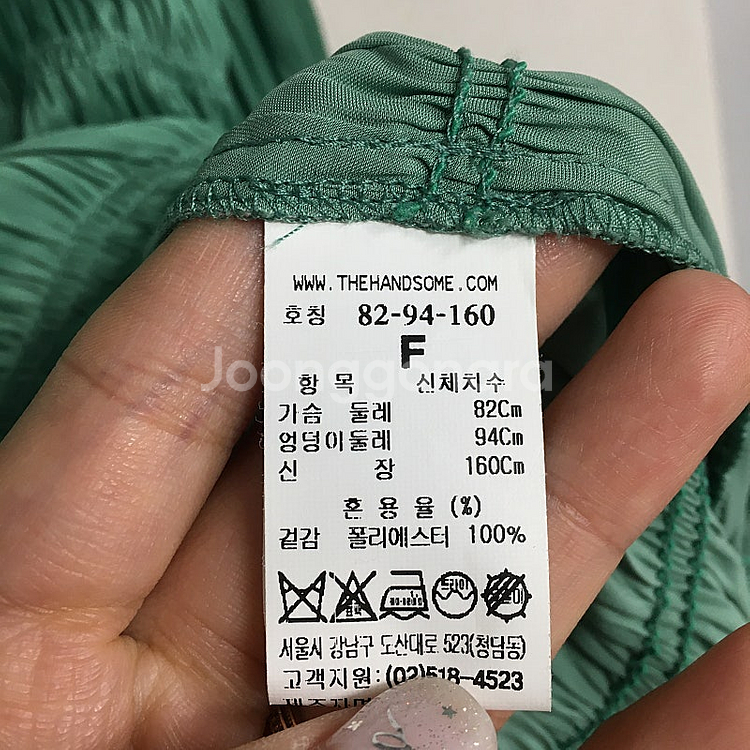 WWW.THEHANDSOME.COM
호칭 82-94-160
F
Joonggonara
항 목 신체치수
가슴 둘레 82Cm
엉덩이둘레 94Cm
신 장 160Cm
혼 용 율 (%)
겉감 폴리에스터 100%
드라이
서울시 강남구 도산대로 523(청담동)
고객지원: (02)518-4523